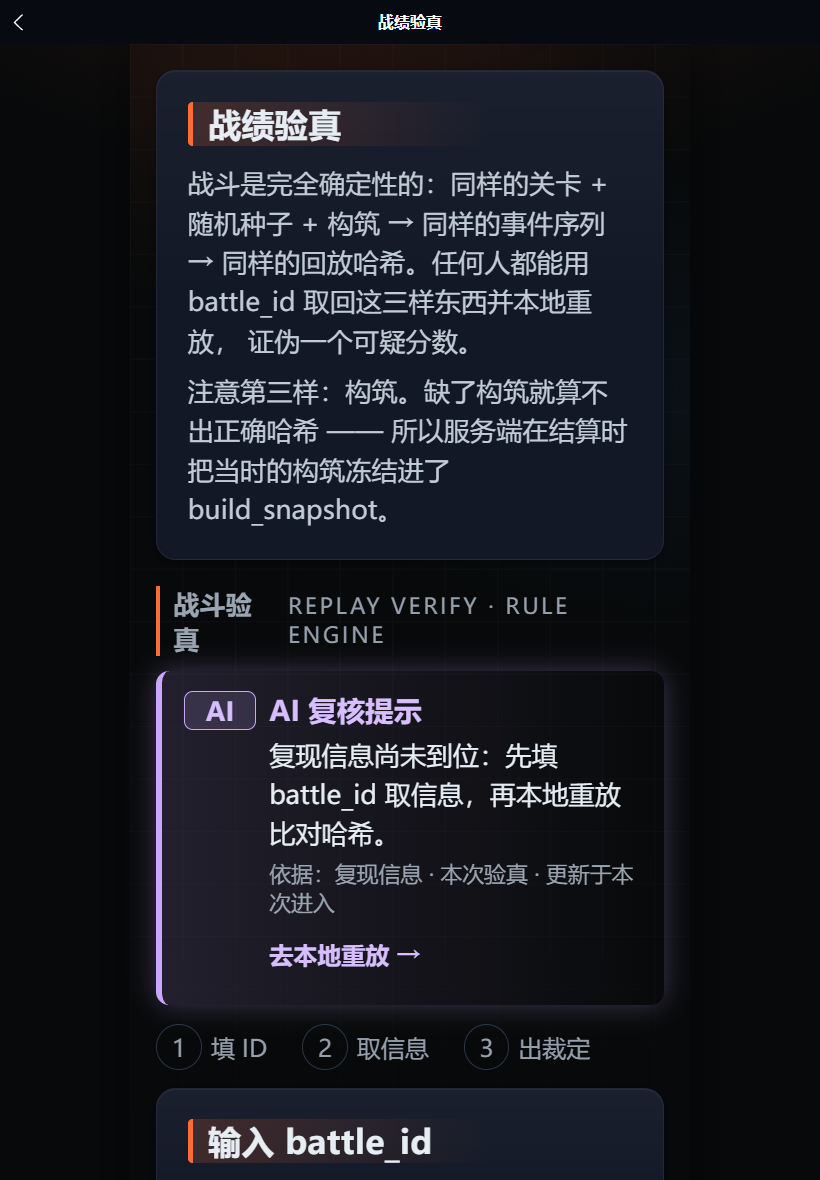 战绩验真
战绩验真
战斗是完全确定性的：同样的关卡 +
随机种子 + 构筑 → 同样的事件序列
→ 同样的回放哈希。任何人都能用
battle_id 取回这三样东西并本地重
放， 证伪一个可疑分数。
注意第三样：构筑。缺了构筑就算不
出正确哈希 —— 所以服务端在结算时
把当时的构筑冻结进了
build_snapshot。
战斗验
真
REPLAY VERIFY · RULE
ENGINE
AI
AI 复核提示
复现信息尚未到位：先填
battle_id 取信息，再本地重放
比对哈希。
依据：复现信息 · 本次验真 · 更新于本
次进入
去本地重放 →
1 填 ID 2 取信息 3 出裁定
输入 battle_id